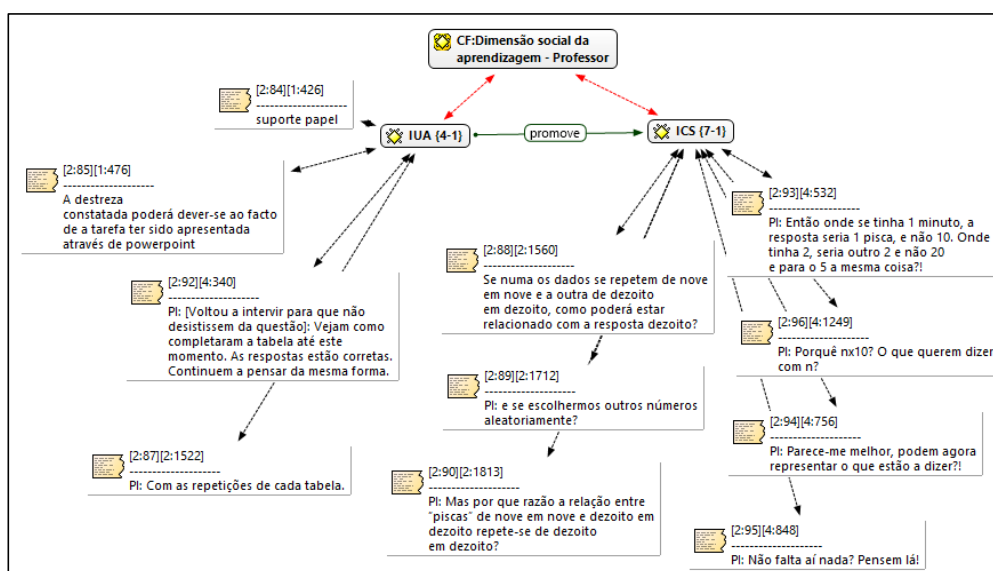 CF:Dimensão social da
aprendizagem - Professor
[2:84][1:426]
--------------------
suporte papel
IUA {4-1}
promove
ICS {7-1}
[2:85][1:476]
--------------------
A destreza
constatada poderá dever-se ao facto
de a tarefa ter sido apresentada
através de powerpoint
[2:93][4:532]
--------------------
PI: Então onde se tinha 1 minuto, a
resposta seria 1 pisca, e não 10. Onde
tinha 2, seria outro 2 e não 20
e para o 5 a mesma coisa?!
[2:88][2:1560]
--------------------
Se numa os dados se repetem de nove
em nove e a outra de dezoito
em dezoito, como poderá estar
relacionado com a resposta dezoito?
[2:92][4:340]
--------------------
PI: [Voltou a intervir para que não
desistissem da questão]: Vejam como
completaram a tabela até este
momento. As respostas estão corretas.
Continuem a pensar da mesma forma.
[2:96][4:1249]
--------------------
PI: Porquê nx10? O que querem dizer
com n?
[2:89][2:1712]
--------------------
PI: e se escolhermos outros números
aleatoriamente?
[2:94][4:756]
--------------------
PI: Parece-me melhor, podem agora
representar o que estão a dizer?!
[2:87][2:1522]
--------------------
PI: Com as repetições de cada tabela.
[2:90][2:1813]
--------------------
PI: Mas por que razão a relação entre
"piscas" de nove em nove e dezoito em
dezoito repete-se de dezoito
em dezoito?
[2:95][4:848]
--------------------
PI: Não falta aí nada? Pensem lá!